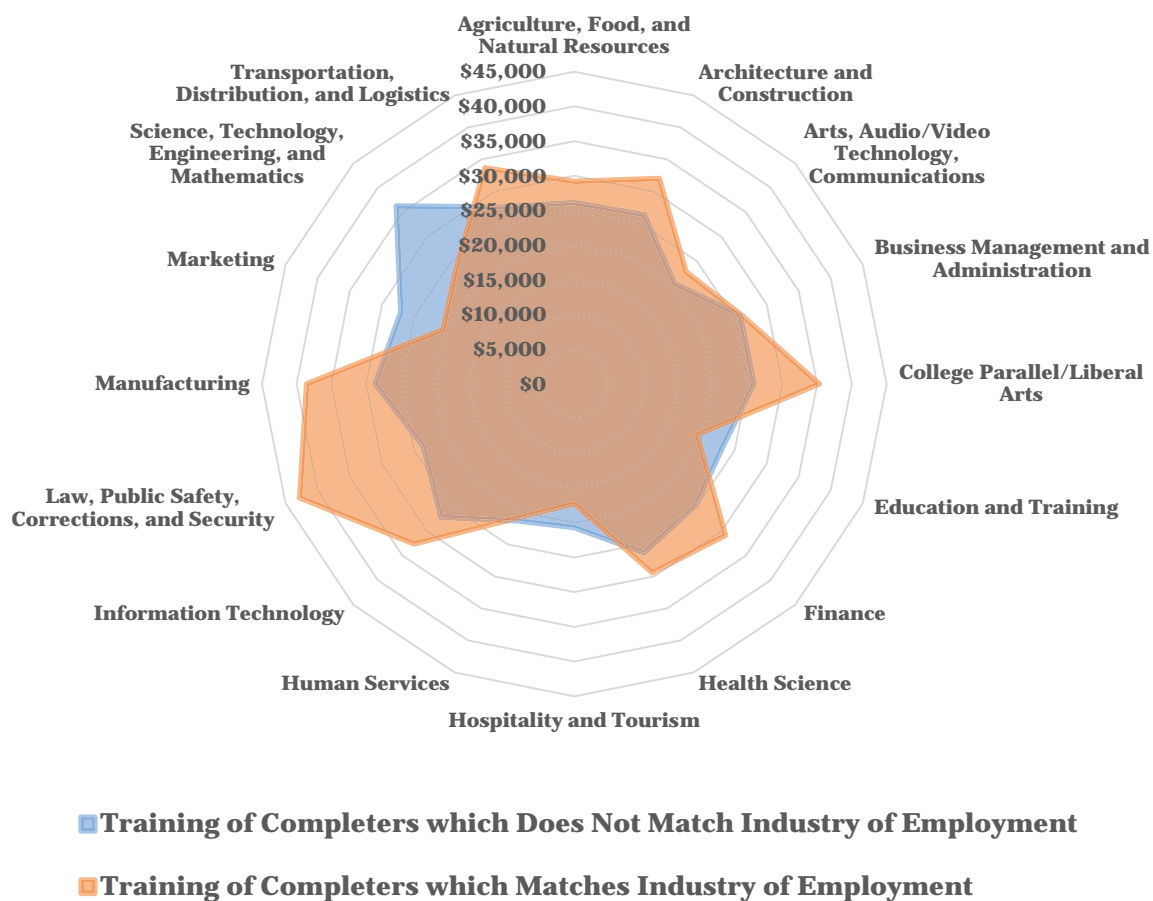 Agriculture, Food, and
Natural Resources
Architecture and
Construction
Arts, Audio/Video
Technology,
Communications
Business Management and
Administration
College Parallel/Liberal
Arts
Education and Training
Finance
Health Science
Hospitality and Tourism
Human Services
Information Technology
Law, Public Safety,
Corrections, and Security
Manufacturing
Marketing
Science, Technology,
Engineering, and
Mathematics
Transportation,
Distribution, and Logistics
$45,000
$40,000
$35,000
$30,000
$25,000
$20,000
$15,000
$10,000
$5,000
$0
Training of Completers which Does Not Match Industry of Employment
Training of Completers which Matches Industry of Employment